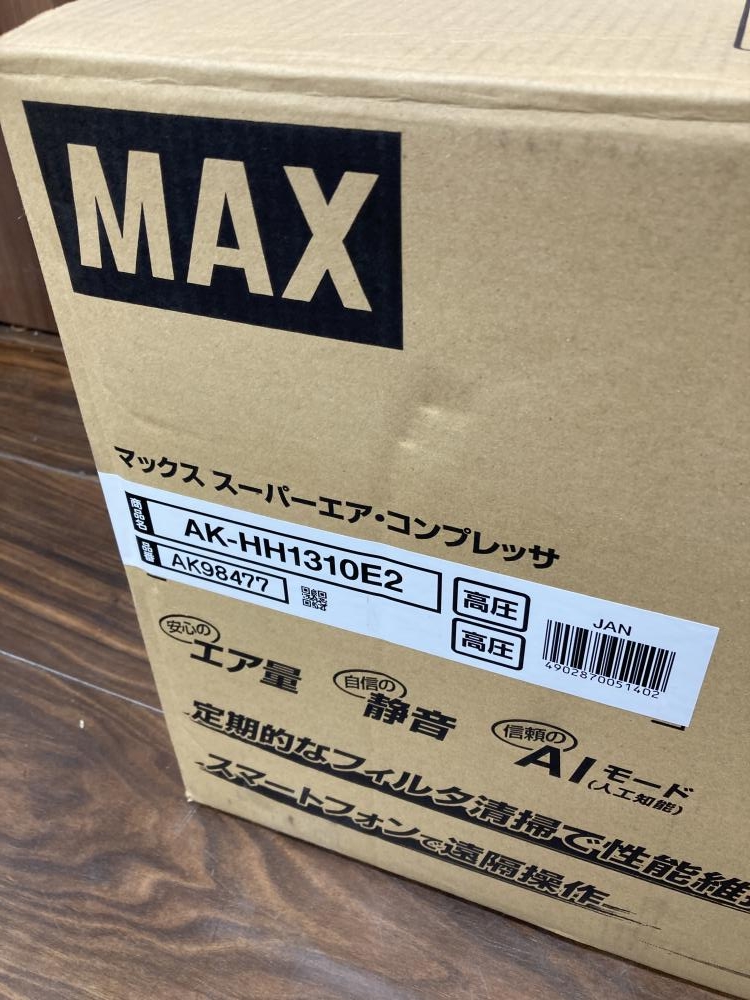 MAX
マックス スーパーエア・コンプレッサ
商品名 AK-HH1310E2
品番 AK98477
高圧
高圧
JAN
4902870051402
安心の エア量
自信の 静音
信頼の AIモード
(人工知能)
定期的なフィルタ清掃で性能維
スマートフォンで遠隔操作